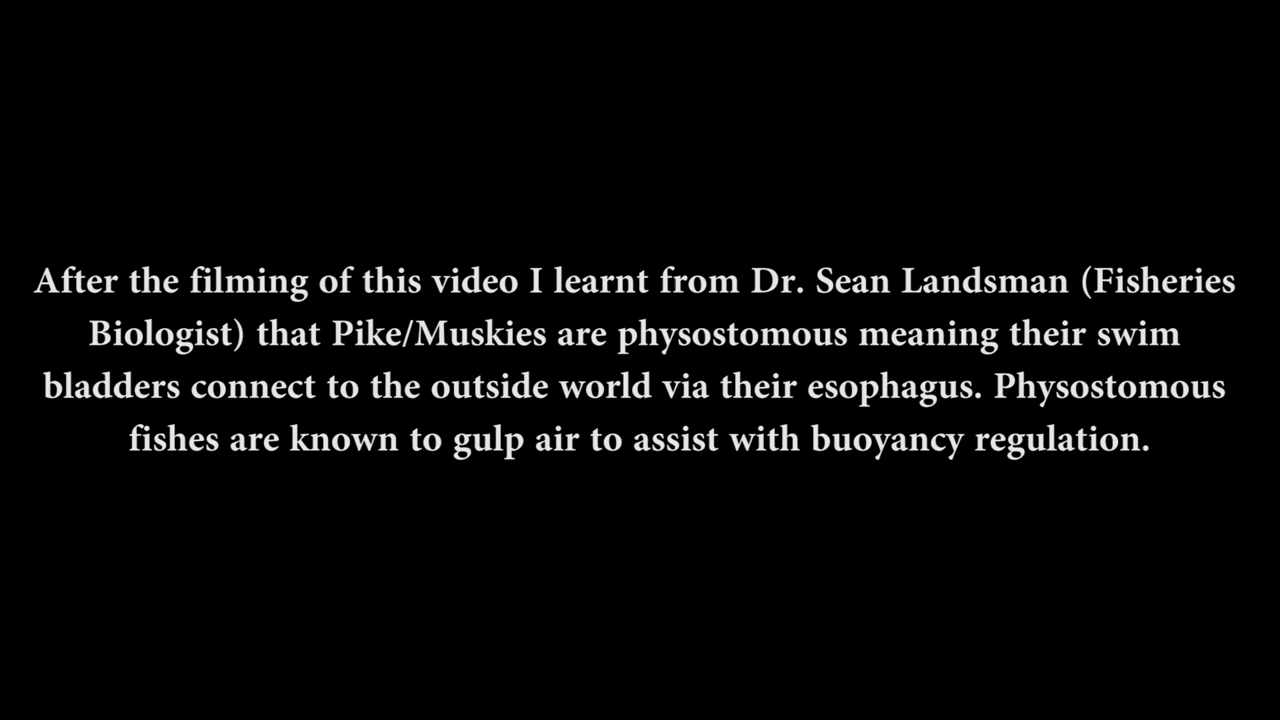 After the filming of this video I learnt from Dr. Sean Landsman (Fisheries
Biologist) that Pike/Muskies are physostomous meaning their swim
bladders connect to the outside world via their esophagus. Physostomous
fishes are known to gulp air to assist with buoyancy regulation.